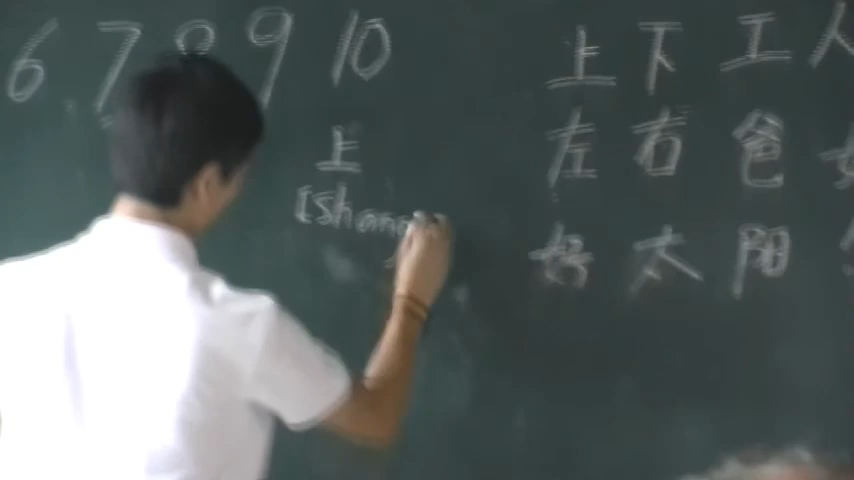 6 7 8 9 10
上 下 工 人
上
[shang
左 右 爸
好 太 阳